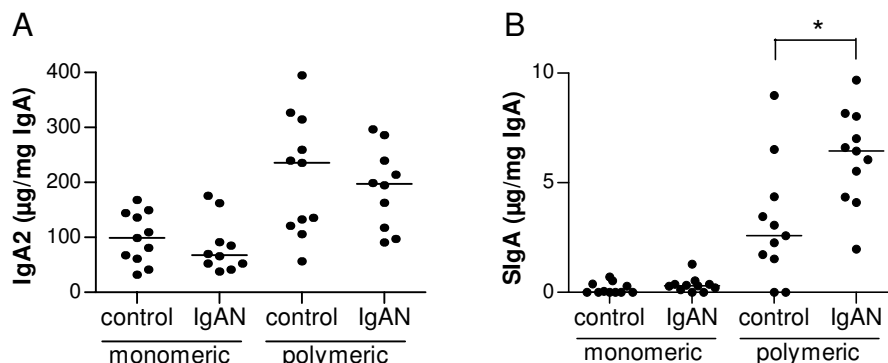 A
IgA2 (µg/mg IgA)
400
300
200
100
0
control IgAN control IgAN
monomeric polymeric
B
*
SIgA (µg/mg IgA)
10
5
0
control IgAN control IgAN
monomeric polymeric